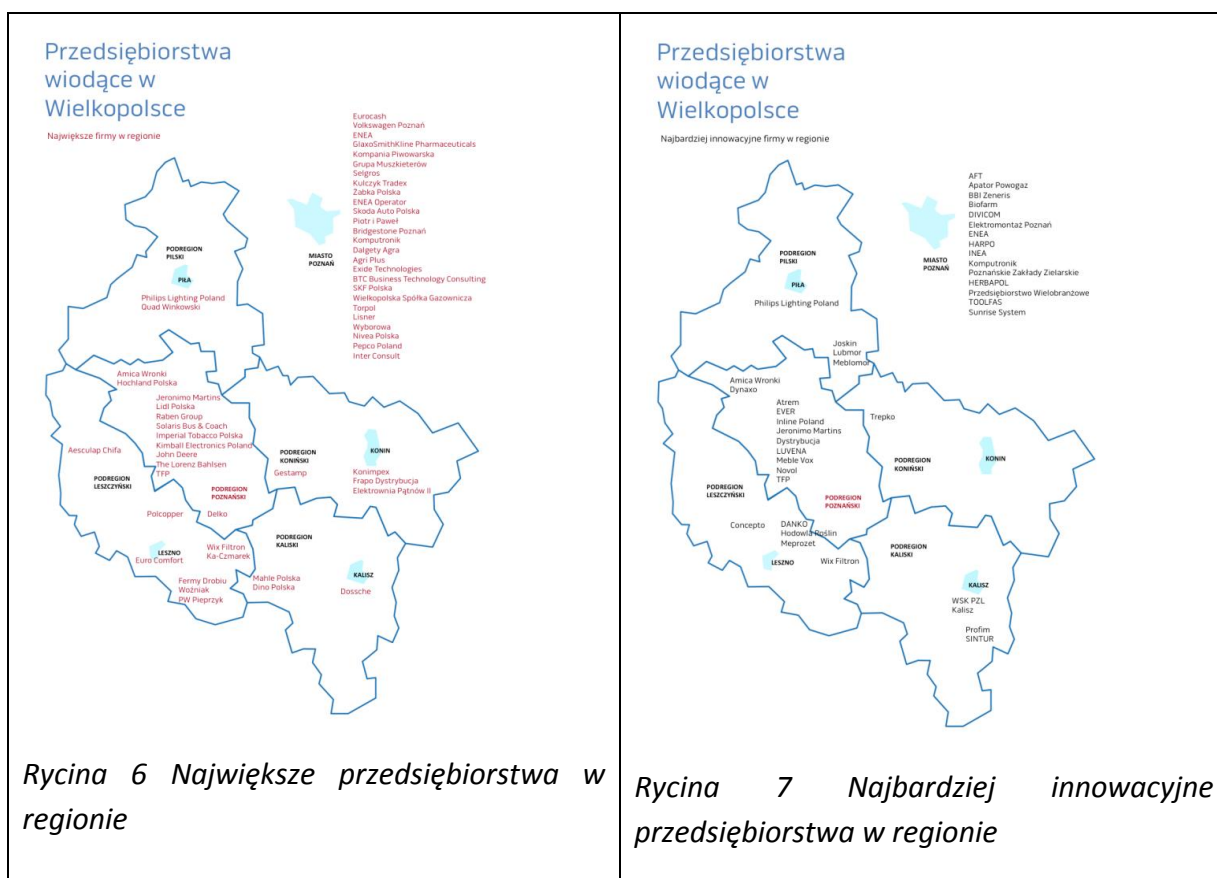 Przedsiębiorstwa
wiodące w
Wielkopolsce
Największe firmy w regionie
Eurocash
Volkswagen Poznań
ENEA
GlaxoSmithKline Pharmaceuticals
Kompania Piwowarska
Grupa Muszkieterów
Selgros
Kulczyk Tradex
Żabka Polska
ENEA Operator
Skoda Auto Polska
Piotr i Paweł
Bridgestone Poznań
Komputronik
Dalgety Agra
Agri Plus
Exide Technologies
BTC Business Technology Consulting
SKF Polska
Wielkopolska Spółka Gazownicza
Torpol
Lisner
Wyborowa
Nivea Polska
Pepco Poland
Inter Consult
MIASTO
POZNAŃ
PODREGION
PILSKI
PIŁA
Philips Lighting Poland
Quad Winkowski
Amica Wronki
Hochland Polska
Jeronimo Martins
Lidl Polska
Raben Group
Solaris Bus & Coach
Imperial Tobacco Polska
Kimball Electronics Poland
John Deere
The Lorenz Bahlsen
TFP
Aesculap Chifa
PODREGION
LESZCZYŃSKI
PODREGION
POZNAŃSKI
PODREGION
KONIŃSKI
Gestamp
KONIN
Konimpex
Frapo Dystrybucja
Elektrownia Pątnów II
Polcopper
Delko
LESNO
Euro Comfort
Wix Filtron
Ka-Czmarek
PODREGION
KALISKI
Fermy Drobiu
Woźniak
PW Pieprzyk
Mahle Polska
Dino Polska
KALISZ
Dossche
Rycina 6 Największe przedsiębiorstwa w
regionie
Przedsiębiorstwa
wiodące w
Wielkopolsce
Najbardziej innowacyjne firmy w regionie
AFT
Apator Powogaz
BBI Zeneris
Biofarm
DIVICOM
Elektromontaż Poznań
ENEA
HARPO
INEA
Komputronik
Poznańskie Zakłady Zielarskie
HERBAPOL
Przedsiębiorstwo Wielobranżowe
TOOLFAS
Sunrise System
MIASTO
POZNAŃ
PODREGION
PILSKI
PIŁA
Philips Lighting Poland
Joskin
Lubmor
Meblomor
Amica Wronki
Dynaxo
Atrem
EVER
Inline Poland
Jeronimo Martins
Dystrybucja
LUVENA
Meble Vox
Novol
TFP
Trepko
PODREGION
KONIŃSKI
KONIN
PODREGION
LESZCZYŃSKI
PODREGION
POZNAŃSKI
Concepto
DANKO
Hodowla Roślin
Meprozet
LESZNO
Wix Filtron
PODREGION
KALISKI
KALISZ
WSK PZL
Kalisz
Profim
SINTUR
Rycina 7 Najbardziej innowacyjne
przedsiębiorstwa w regionie